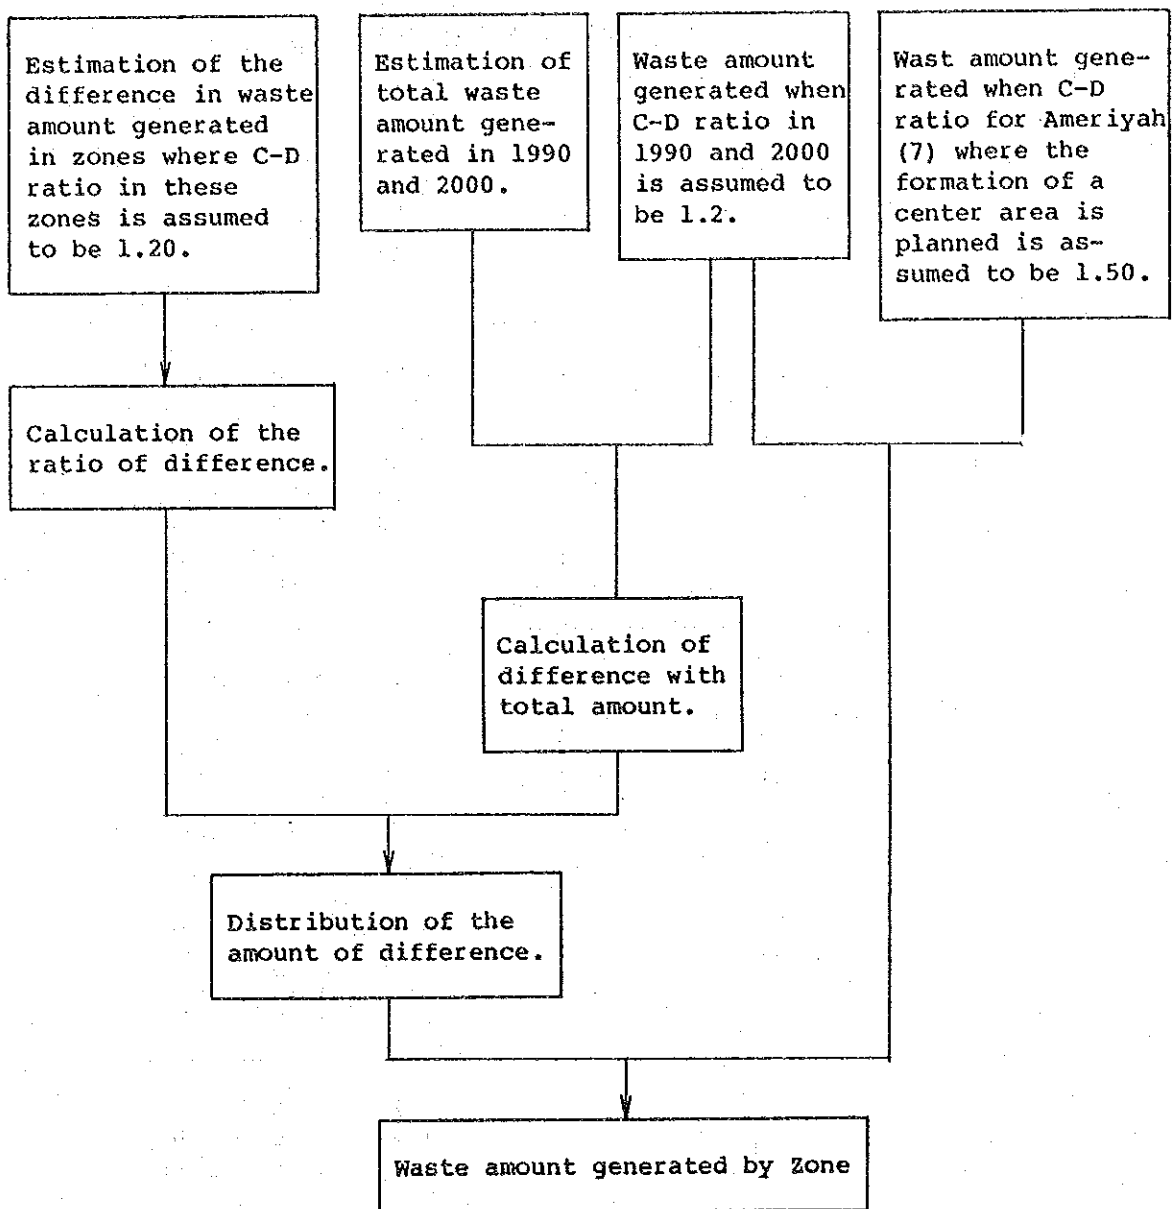 Estimation of the
difference in waste
amount generated
in zones where C-D
ratio in these
zones is assumed
to be 1.20.
Estimation of
total waste
amount gene-
rated in 1990
and 2000.
Waste amount
generated when
C-D ratio in
1990 and 2000
is assumed to
be 1.2.
Wast amount gene-
rated when C-D
ratio for Ameriyah
(7) where the
formation of a
center area is
planned is as-
sumed to be 1.50.
Calculation of the
ratio of difference.
Calculation of
difference with
total amount.
Distribution of the
amount of difference.
Waste amount generated by Zone